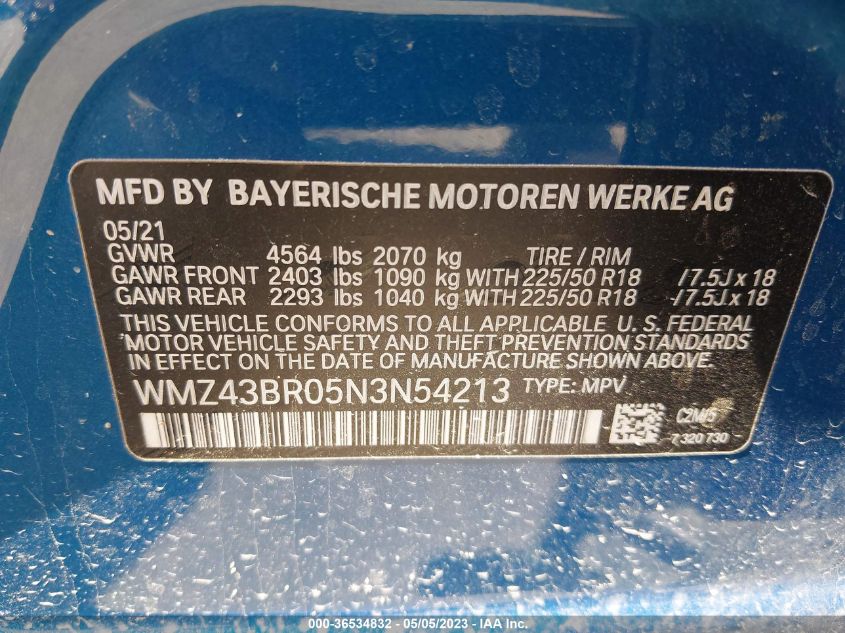 MFD BY BAYERISCHE MOTOREN WERKE AG
05/21
GVWR 4564 lbs 2070 kg TIRE / RIM
GAWR FRONT 2403 lbs 1090 kg WITH 225/50 R18 /7.5J x 18
GAWR REAR 2293 lbs 1040 kg WITH 225/50 R18 /7.5J x 18
THIS VEHICLE CONFORMS TO ALL APPLICABLE U. S. FEDERAL
MOTOR VEHICLE SAFETY AND THEFT PREVENTION STANDARDS
IN EFFECT ON THE DATE OF MANUFACTURE SHOWN ABOVE.
WMZ43BR05N3N54213 TYPE: MPV
C2M/5
7 320 730
000-36534832 - 05/05/2023 - IAA Inc.